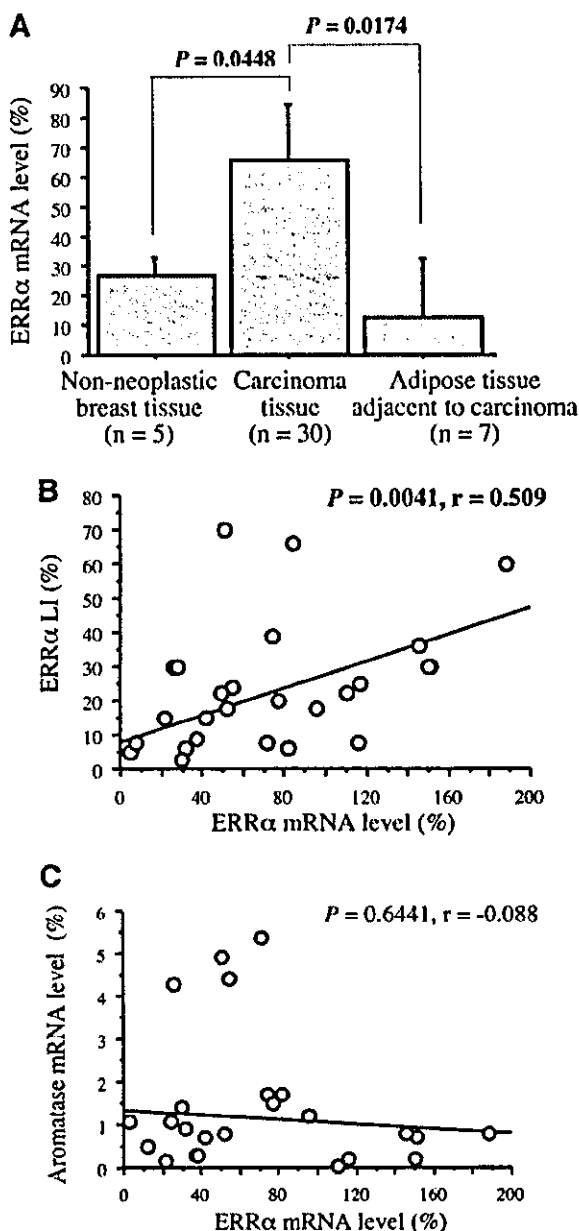 A
P = 0.0448
P = 0.0174
ERRα mRNA level (%)
90
80
70
60
50
40
30
20
10
0
Non-neoplastic
breast tissue
(n = 5)
Carcinoma
tissue
(n = 30)
Adipose tissue
adjacent to carcinoma
(n = 7)
B
P = 0.0041, r = 0.509
ERRα LI (%)
80
70
60
50
40
30
20
10
0
0 40 80 120 160 200
ERRα mRNA level (%)
C
P = 0.6441, r = -0.088
Aromatase mRNA level (%)
6
5
4
3
2
1
0
0 40 80 120 160 200
ERRα mRNA level (%)